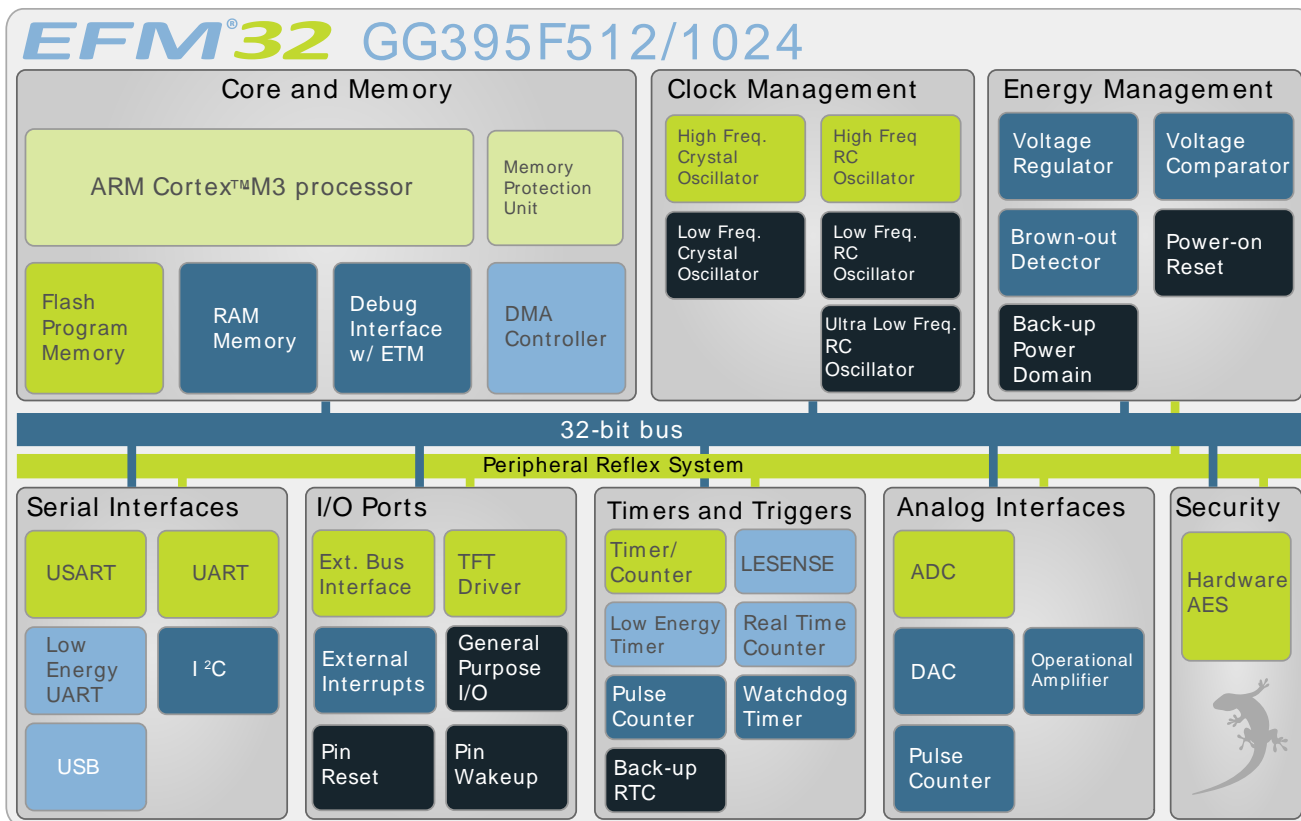 EFM®32 GG395F512/1024
Core and Memory
ARM Cortex™M3 processor
Memory
Protection
Unit
Flash
Program
Memory
RAM
Memory
Debug
Interface
w/ ETM
DMA
Controller
Clock Management
High Freq.
Crystal
Oscillator
High Freq
RC
Oscillator
Low Freq.
Crystal
Oscillator
Low Freq.
RC
Oscillator
Ultra Low Freq.
RC
Oscillator
Energy Management
Voltage
Regulator
Voltage
Comparator
Brown-out
Detector
Power-on
Reset
Back-up
Power
Domain
32-bit bus
Peripheral Reflex System
Serial Interfaces
USART
UART
Low
Energy
UART
I²C
USB
I/O Ports
Ext. Bus
Interface
TFT
Driver
External
Interrupts
General
Purpose
I/O
Pin
Reset
Pin
Wakeup
Timers and Triggers
Timer/
Counter
LESENSE
Low Energy
Timer
Real Time
Counter
Pulse
Counter
Watchdog
Timer
Back-up
RTC
Analog Interfaces
ADC
DAC
Operational
Amplifier
Pulse
Counter
Security
Hardware
AES